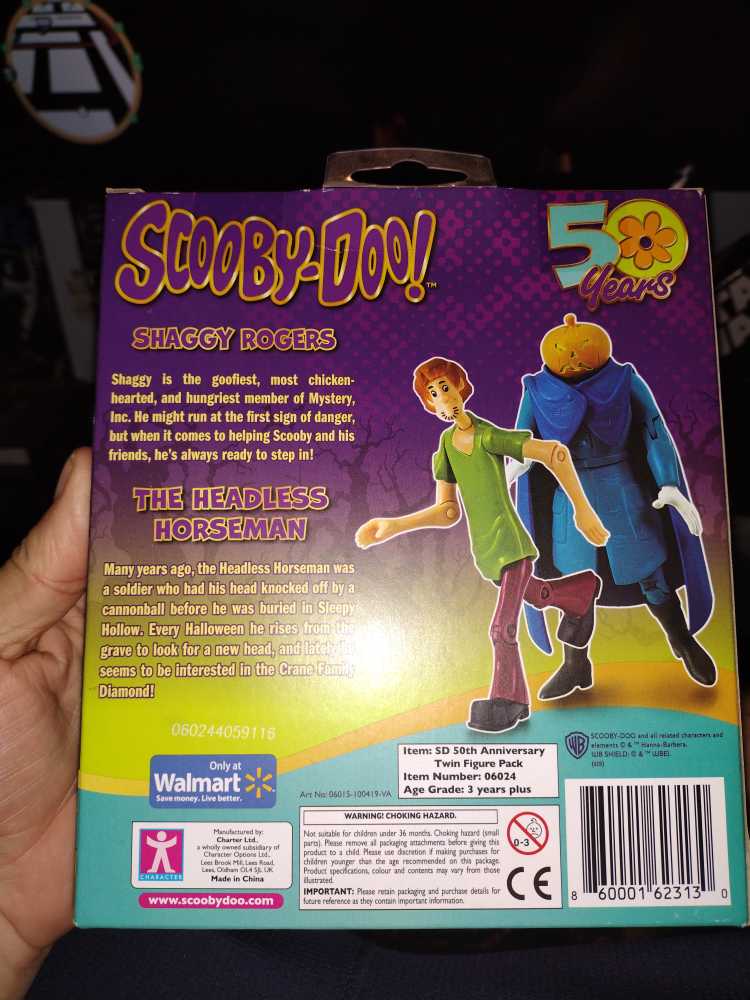 SCOOBY-DOO!™
50
Years
SHAGGY ROGERS
Shaggy is the goofiest, most chicken-
hearted, and hungriest member of Mystery,
Inc. He might run at the first sign of danger,
but when it comes to helping Scooby and his
friends, he's always ready to step in!
THE HEADLESS
HORSEMAN
Many years ago, the Headless Horseman was
a soldier who had his head knocked off by a
cannonball before he was buried in Sleepy
Hollow. Every Halloween he rises from the
grave to look for a new head, and lately he
seems to be interested in the Crane Family
Diamond!
060244059116
Only at
Walmart
Save money. Live better.
Art No: 06015-100419-VA
Item: SD 50th Anniversary
Twin Figure Pack
Item Number: 06024
Age Grade: 3 years plus
WB
SCOOBY-DOO and all related characters and
elements © & ™ Hanna-Barbera.
WB SHIELD: © & ™ WBEI.
CHARACTER
Manufactured by:
Charter Ltd.,
a wholly owned subsidiary of
Character Options Ltd.,
Lees Brook Mill, Lees Road,
Lees, Oldham OL4 5JL UK
Made in China
www.scoobydoo.com
WARNING! CHOKING HAZARD.
Not suitable for children under 36 months. Choking hazard (small
parts). Please remove all packaging attachments before giving this
product to a child. Please use discretion if making purchases for
children younger than the age recommended on this package.
Product specifications, colour and contents may vary from those
illustrated.
IMPORTANT: Please retain packaging and purchase details for
future reference as they contain important information.
0-3
CE
8 60001 62313 0